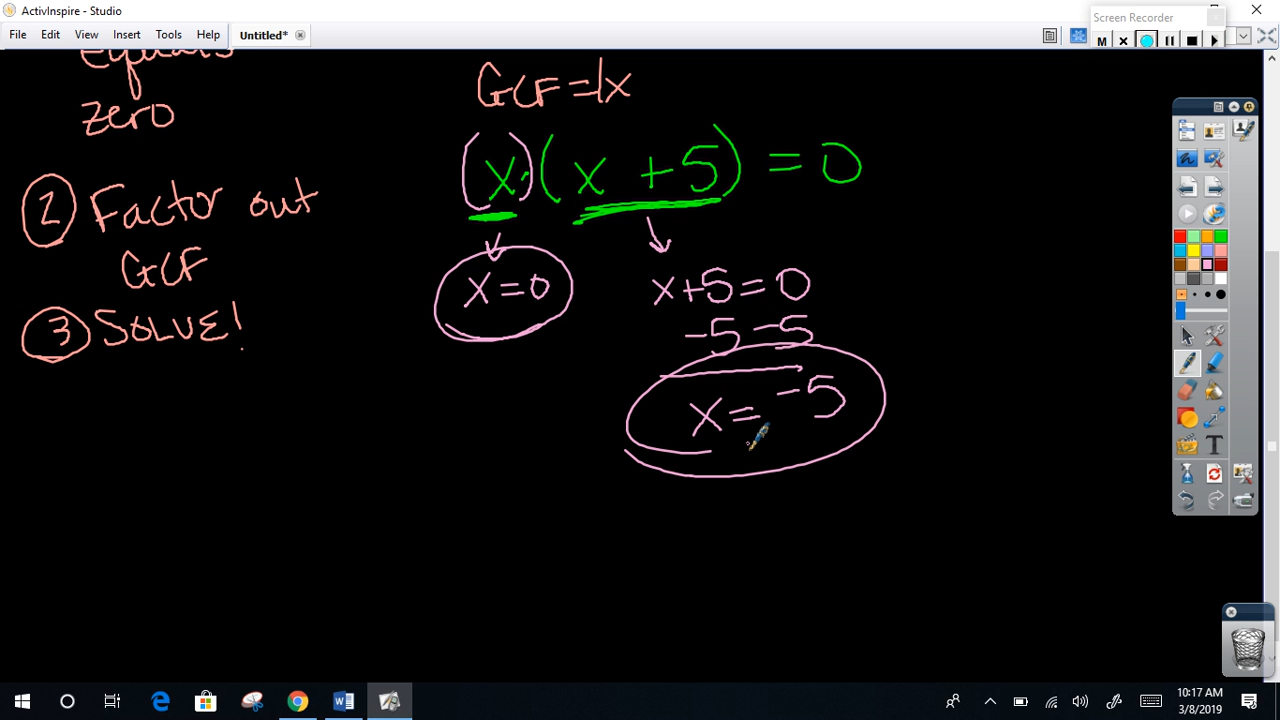 ActivInspire - Studio
Screen Recorder
File Edit View Insert Tools Help Untitled*
M
Equals
zero
② Factor out
GCF
③ SOLVE!
GCF=1x
(x)·(x+5)=0
x=0
x+5=0
-5 -5
x= -5
T
10:17 AM
3/8/2019